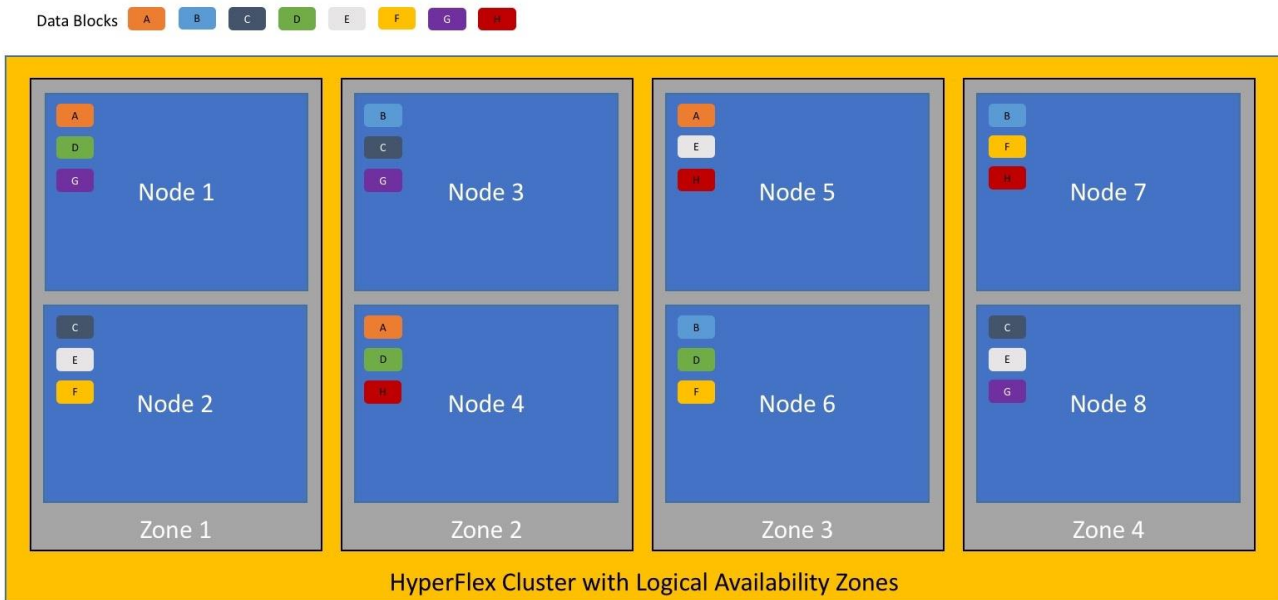 Data Blocks A B C D E F G H
A
D
G
Node 1
B
C
G
Node 3
A
E
H
Node 5
B
F
H
Node 7
C
E
F
Node 2
A
D
H
Node 4
B
D
F
Node 6
C
E
G
Node 8
Zone 1
Zone 2
Zone 3
Zone 4
HyperFlex Cluster with Logical Availability Zones